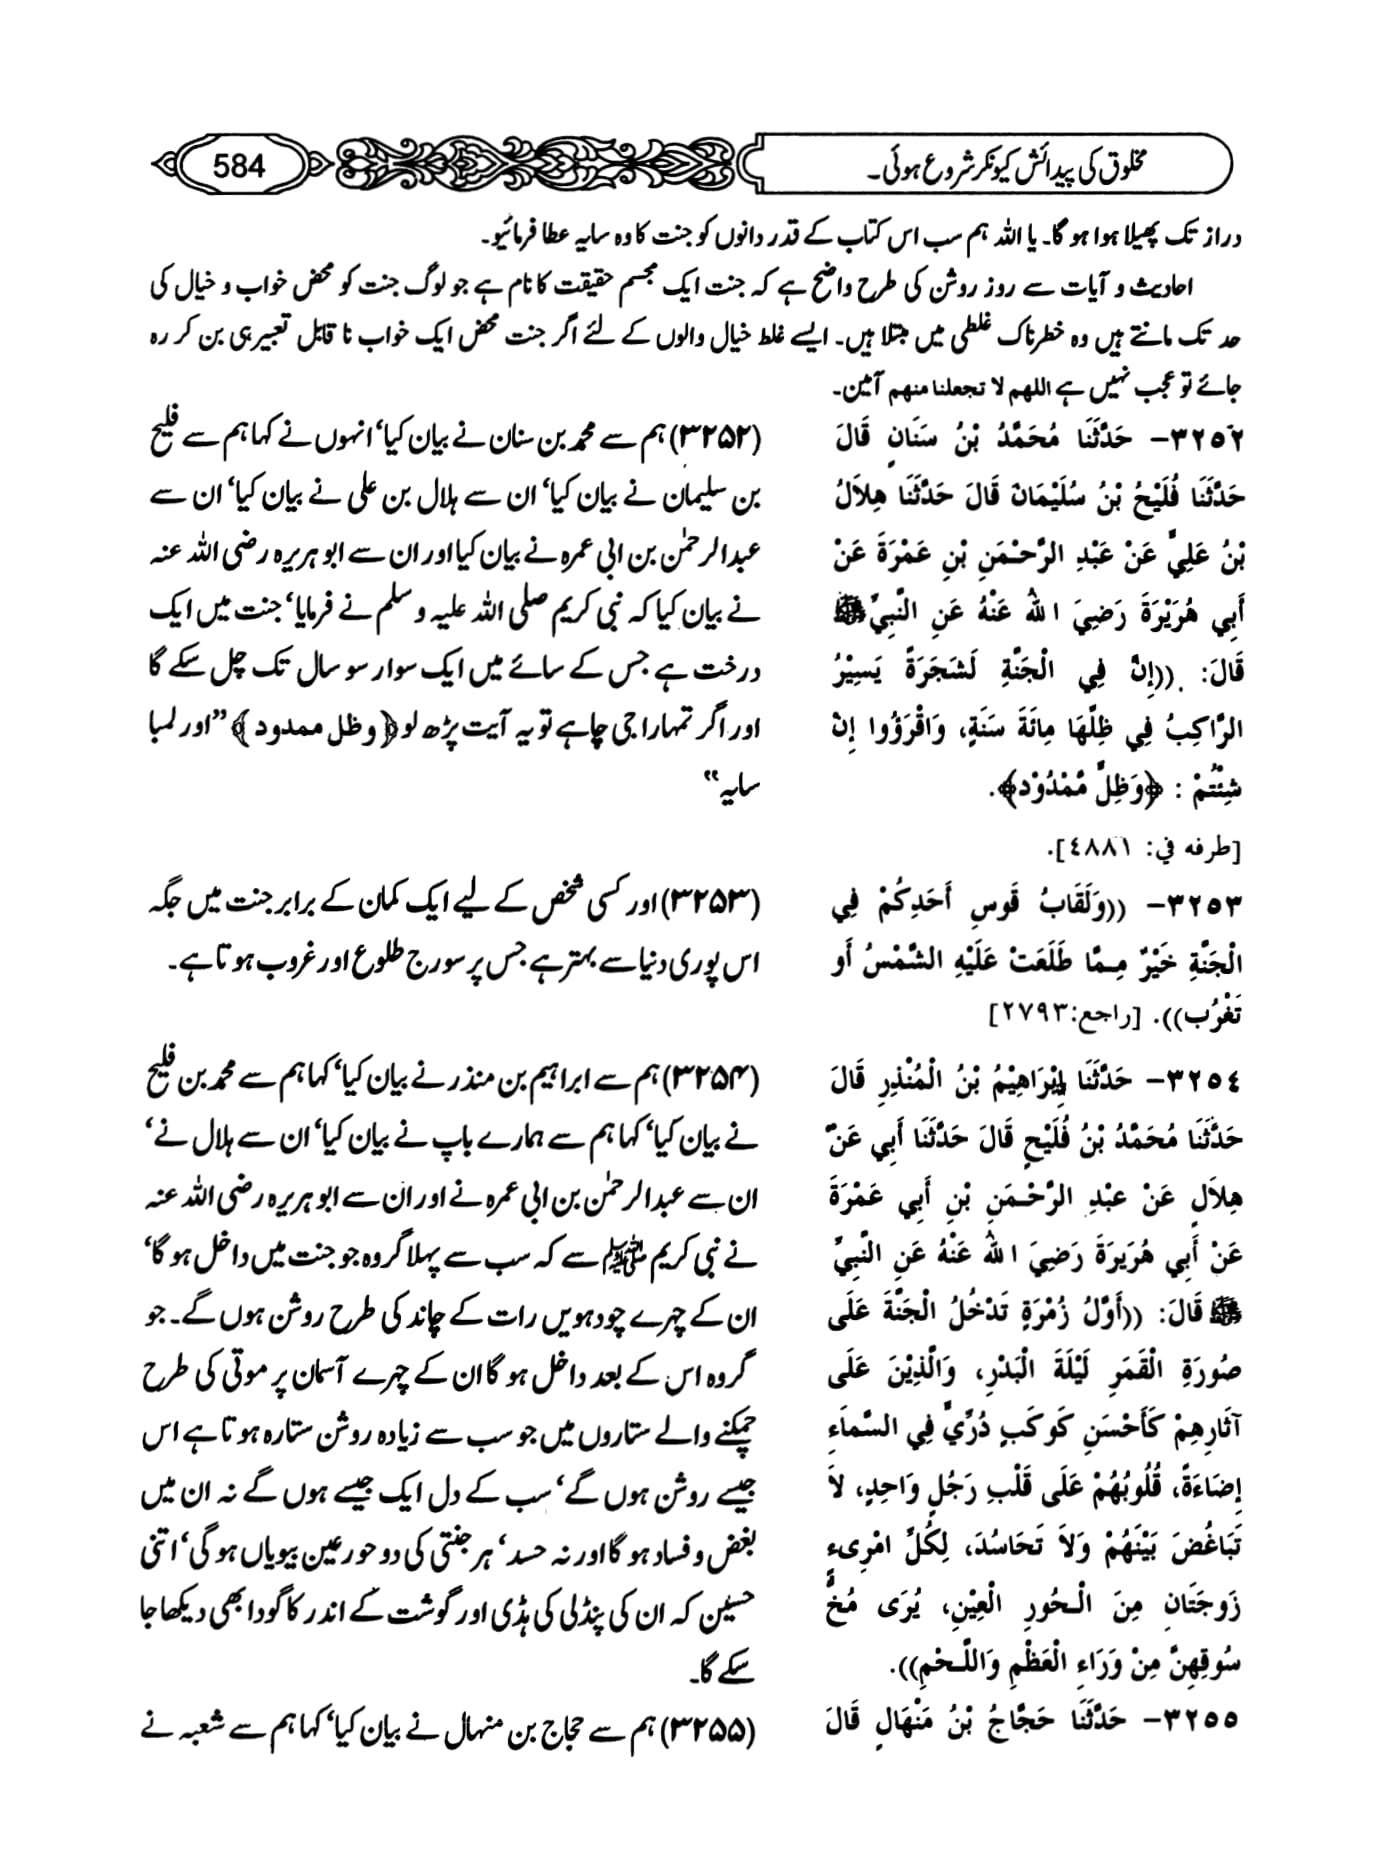 مخلوق کی پیدائش کیونکر شروع ہوئی۔
584
دراز تک پھیلا ہوا ہو گا۔ یا اللہ ہم سب اس کتاب کے قدر دانوں کو جنت کا وہ سایہ عطا فرمائیو۔
احادیث و آیات سے روز روشن کی طرح واضح ہے کہ جنت ایک مجسم حقیقت کا نام ہے جو لوگ جنت کو محض خواب و خیال کی
حد تک مانتے ہیں وہ خطرناک غلطی میں مبتلا ہیں۔ ایسے غلط خیال والوں کے لئے اگر جنت محض ایک خواب نا قابل تعبیر ہی بن کر رہ
جائے تو عجب نہیں ہے اللهم لا تجعلنا منهم آمین۔
٣٢٥٢- حَدَّثَنَا مُحَمَّدُ بْنُ سَنَانٍ قَالَ
حَدَّثَنَا فُلَيْحُ بْنُ سُلَيْمَانَ قَالَ حَدَّثَنَا هِلاَلُ
بْنُ عَلِيٍّ عَنْ عَبْدِ الرَّحْمَنِ بْنِ عَمْرَةَ عَنْ
أَبِي هُرَيْرَةَ رَضِيَ اللهُ عَنْهُ عَنِ النَّبِيِّ ﷺ
قَالَ: ((إِنَّ فِي الْجَنَّةِ لَشَجَرَةً يَسِيْرُ
الرَّاكِبُ فِي ظِلِّهَا مِائَةَ سَنَةٍ، وَاقْرَؤُوا إِنْ
شِئْتُمْ : ﴿وَظِلٍّ مَّمْدُوْدٍ﴾.
[طرفه في: ٤٨٨١].
٣٢٥٣- ((وَلَقَابُ قَوسِ أَحَدِكُمْ فِي
الْجَنَّةِ خَيْرٌ مِمَّا طَلَعَتْ عَلَيْهِ الشَّمْسُ أَو
تَغْرُب)). [راجع: ٢٧٩٣]
٣٢٥٤- حَدَّثَنَا إِبْرَاهِيْمُ بْنُ الْمُنْذِرِ قَالَ
حَدَّثَنَا مُحَمَّدُ بْنُ فُلَيْحٍ قَالَ حَدَّثَنَا أَبِي عَنْ
هِلاَلٍ عَنْ عَبْدِ الرَّحْمَنِ بْنِ أَبِي عَمْرَةَ
عَنْ أَبِي هُرَيرَةَ رَضِيَ اللهُ عَنْهُ عَنِ النَّبِيِّ
ﷺ قَالَ: ((أَوَّلُ زُمْرَةٍ تَدْخُلُ الْجَنَّةَ عَلَى
صُورَةِ الْقَمَرِ لَيْلَةَ الْبَدْرِ، وَالَّذِيْنَ عَلَى
آثَارِهِمْ كَأَحْسَنِ كَوكَبٍ دُرِّيٍّ فِي السَّمَاءِ
إِضَاءَةً، قُلُوبُهُمْ عَلَى قَلْبِ رَجُلٍ وَاحِدٍ، لاَ
تَبَاغُضَ بَيْنَهُمْ وَلاَ تَحَاسُدَ، لِكُلِّ امْرِىءٍ
زَوجَتَانِ مِنَ الْحُورِ الْعِيْنِ، يُرَى مُخُّ
سُوقِهِنَّ مِنْ وَرَاءِ الْعَظْمِ وَاللَّحْمِ)).
٣٢٥٥- حَدَّثَنَا حَجَّاجُ بْنُ مَنْهَالٍ قَالَ
(۳۲۵۲) ہم سے محمد بن سنان نے بیان کیا‘ انہوں نے کہا ہم سے فلیح
بن سلیمان نے بیان کیا‘ ان سے ہلال بن علی نے بیان کیا‘ ان سے
عبدالرحمٰن بن ابی عمرہ نے بیان کیا اور ان سے ابو ہریرہ رضی اللہ عنہ
نے بیان کیا کہ نبی کریم صلی اللہ علیہ و سلم نے فرمایا‘ جنت میں ایک
درخت ہے جس کے سائے میں ایک سوار سو سال تک چل سکے گا
اور اگر تمہارا جی چاہے تو یہ آیت پڑھ لو ﴿وظل ممدود﴾ ”اور لمبا
سایہ“
(۳۲۵۳) اور کسی شخص کے لیے ایک کمان کے برابر جنت میں جگہ
اس پوری دنیا سے بہتر ہے جس پر سورج طلوع اور غروب ہوتا ہے۔
(۳۲۵۴) ہم سے ابراہیم بن منذر نے بیان کیا‘ کہا ہم سے محمد بن فلیح
نے بیان کیا‘ کہا ہم سے ہمارے باپ نے بیان کیا‘ ان سے ہلال نے‘
ان سے عبدالرحمٰن بن ابی عمرہ نے اور ان سے ابو ہریرہ رضی اللہ عنہ
نے نبی کریم ﷺ سے کہ سب سے پہلا گروہ جو جنت میں داخل ہو گا‘
ان کے چہرے چودہویں رات کے چاند کی طرح روشن ہوں گے۔ جو
گروہ اس کے بعد داخل ہو گا ان کے چہرے آسمان پر موتی کی طرح
چمکنے والے ستاروں میں جو سب سے زیادہ روشن ستارہ ہوتا ہے اس
جیسے روشن ہوں گے‘ سب کے دل ایک جیسے ہوں گے نہ ان میں
بغض و فساد ہو گا اور نہ حسد‘ ہر جنتی کی دو حور عین بیویاں ہو گی‘ اتنی
حسین کہ ان کی پنڈلی کی ہڈی اور گوشت کے اندر کا گودا بھی دیکھا جا
سکے گا۔
(۳۲۵۵) ہم سے حجاج بن منہال نے بیان کیا‘ کہا ہم سے شعبہ نے